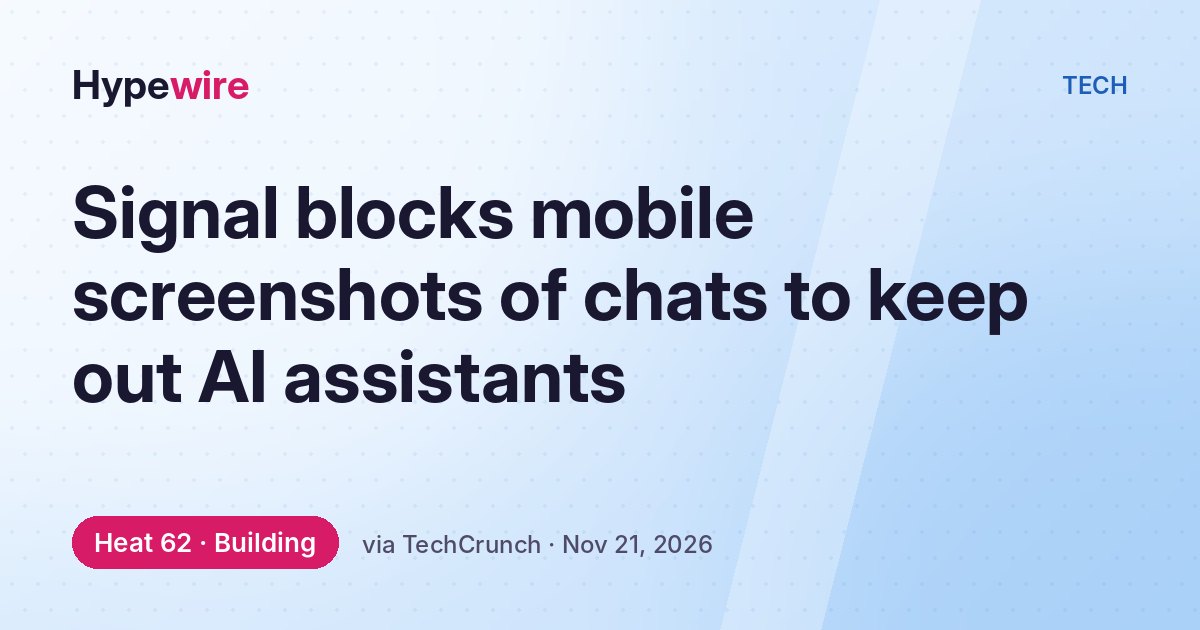 Hypewire
TECH
Signal blocks mobile
screenshots of chats to keep
out AI assistants
Heat 62 · Building
via TechCrunch · Nov 21, 2026